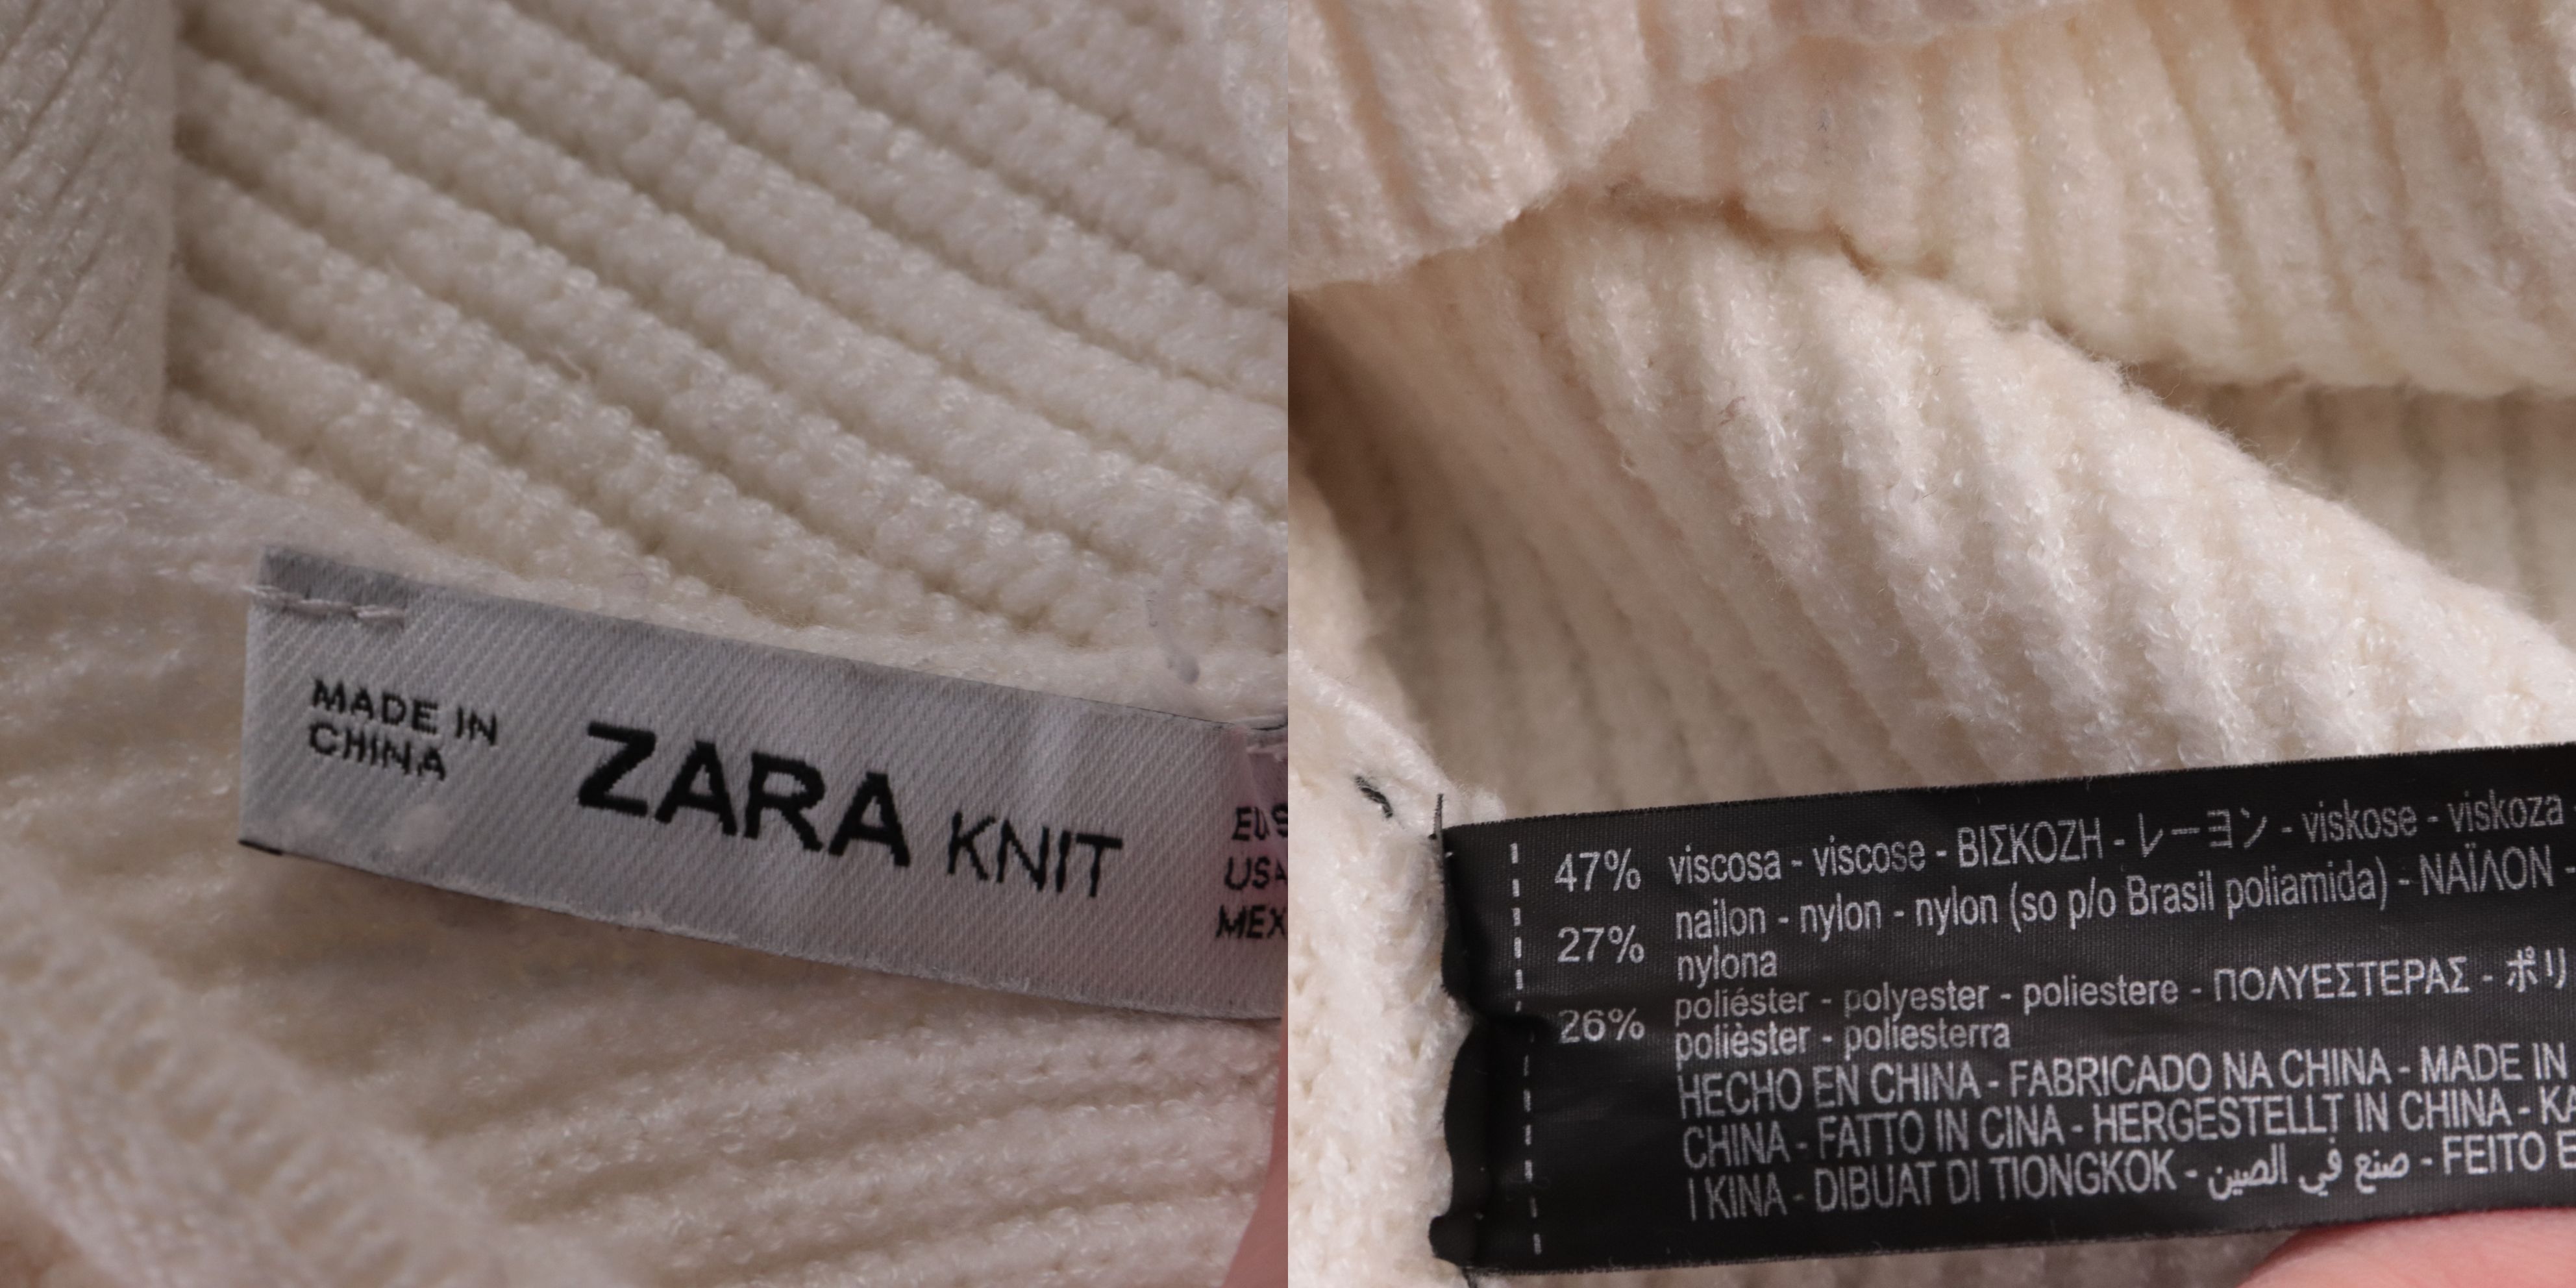 MADE IN
CHINA
ZARA KNIT
EU S
USA
MEX
47% viscosa - viscose - ΒΙΣΚΟΖΗ - レーヨン - viskose - viskoza
27% nailon - nylon - nylon (so p/o Brasil poliamida) - ΝΑΪΛΟΝ -
nylona
26% poliéster - polyester - poliestere - ΠΟΛΥΕΣΤΕΡΑΣ - ポリ
polièster - poliesterra
HECHO EN CHINA - FABRICADO NA CHINA - MADE IN
CHINA - FATTO IN CINA - HERGESTELLT IN CHINA - KA
I KINA - DIBUAT DI TIONGKOK - صنع في الصين - FEITO E